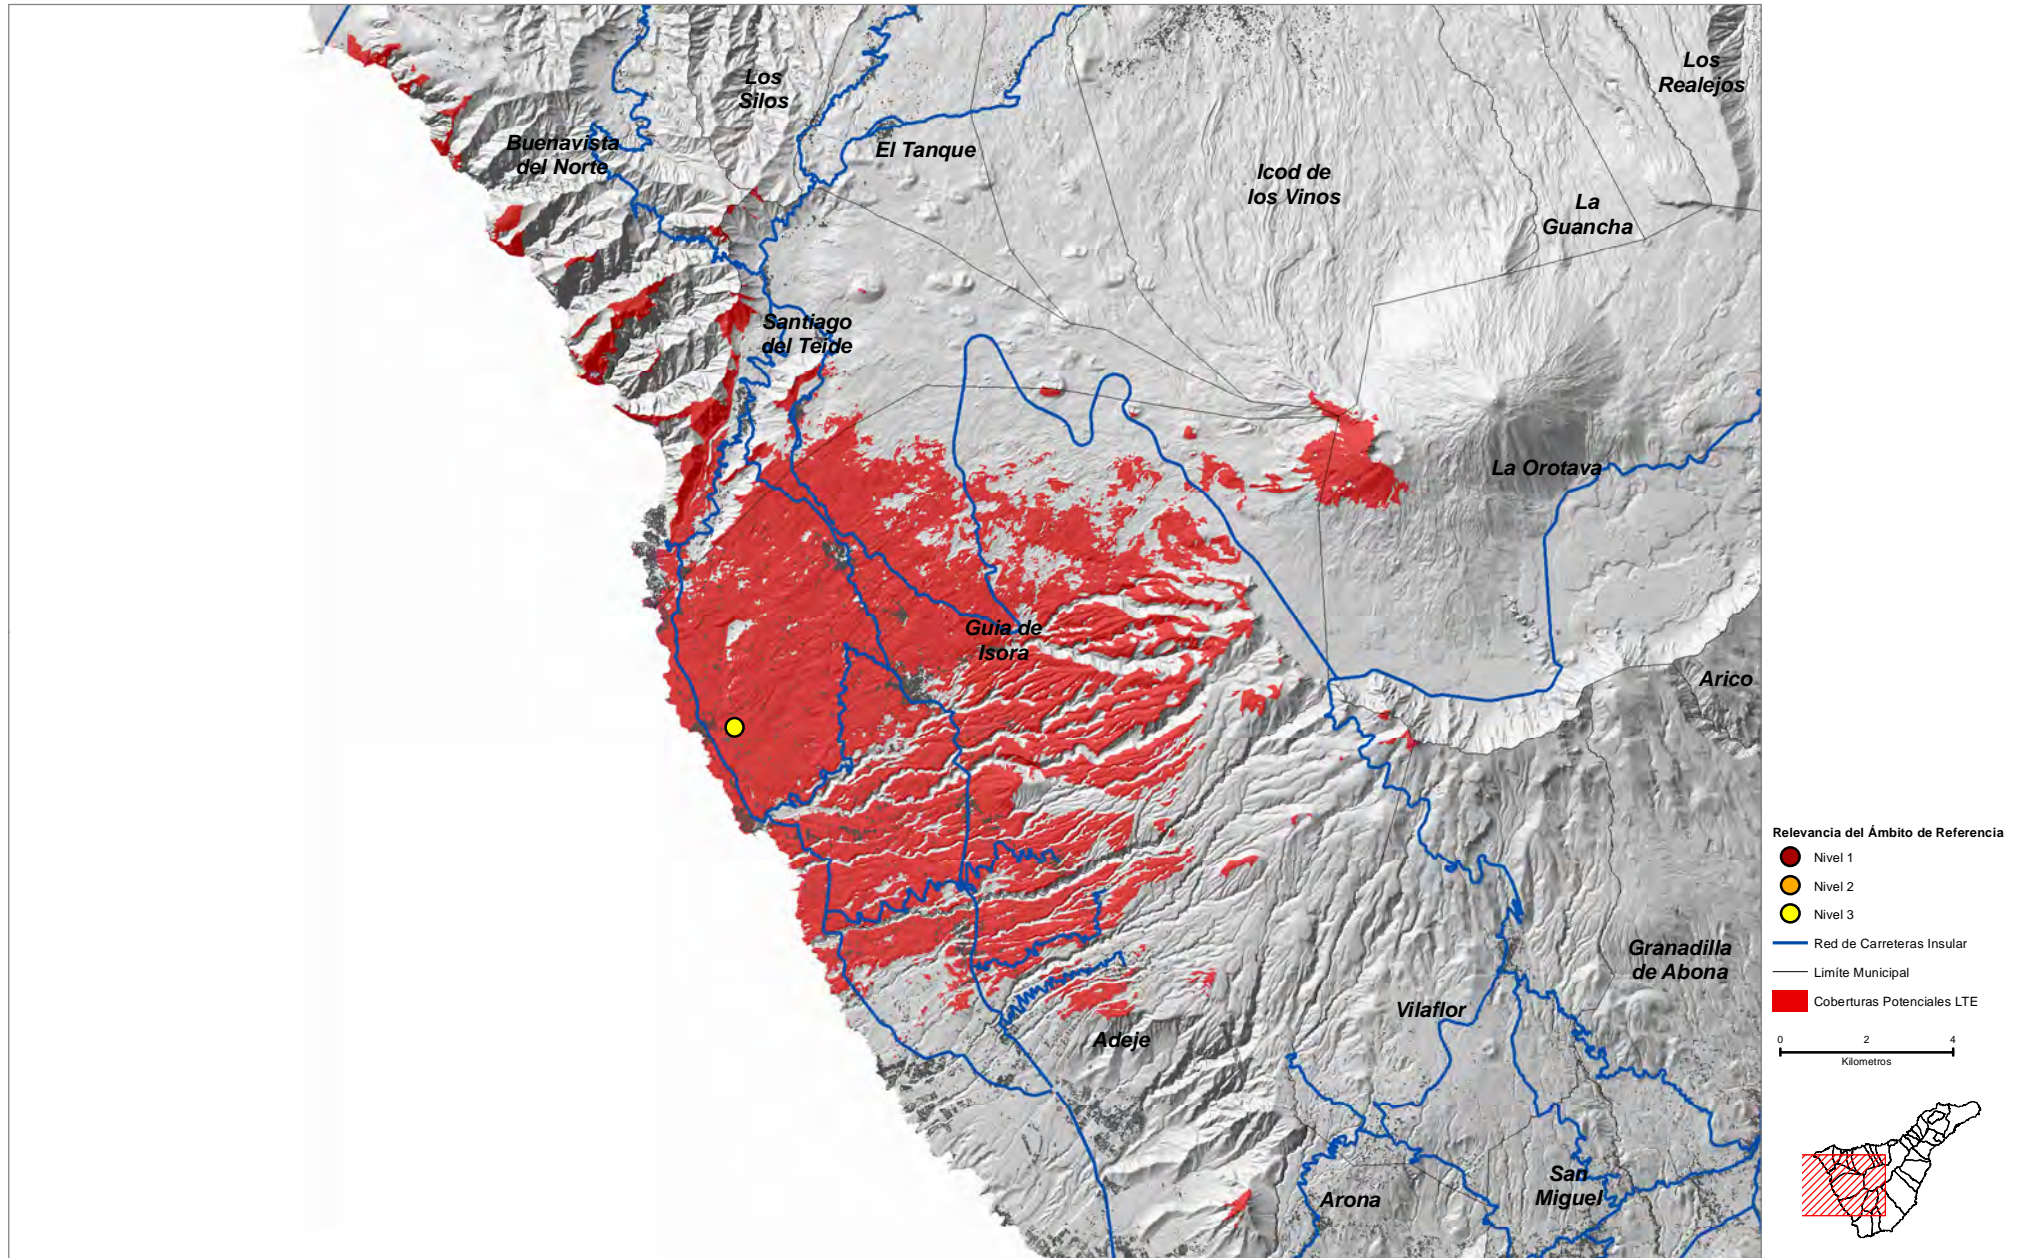 Los
Realejos
Los
Silos
Buenavista
del Norte
El Tanque
Icod de
los Vinos
La
Guancha
Santiago
del Teide
La Orotava
Guia de
Isora
Arico
Granadilla
de Abona
Vilaflor
Adeje
San
Miguel
Arona
Relevancia del Ámbito de Referencia
Nivel 1
Nivel 2
Nivel 3
Red de Carreteras Insular
Limíte Municipal
Coberturas Potenciales LTE
0 2 4
Kilometros